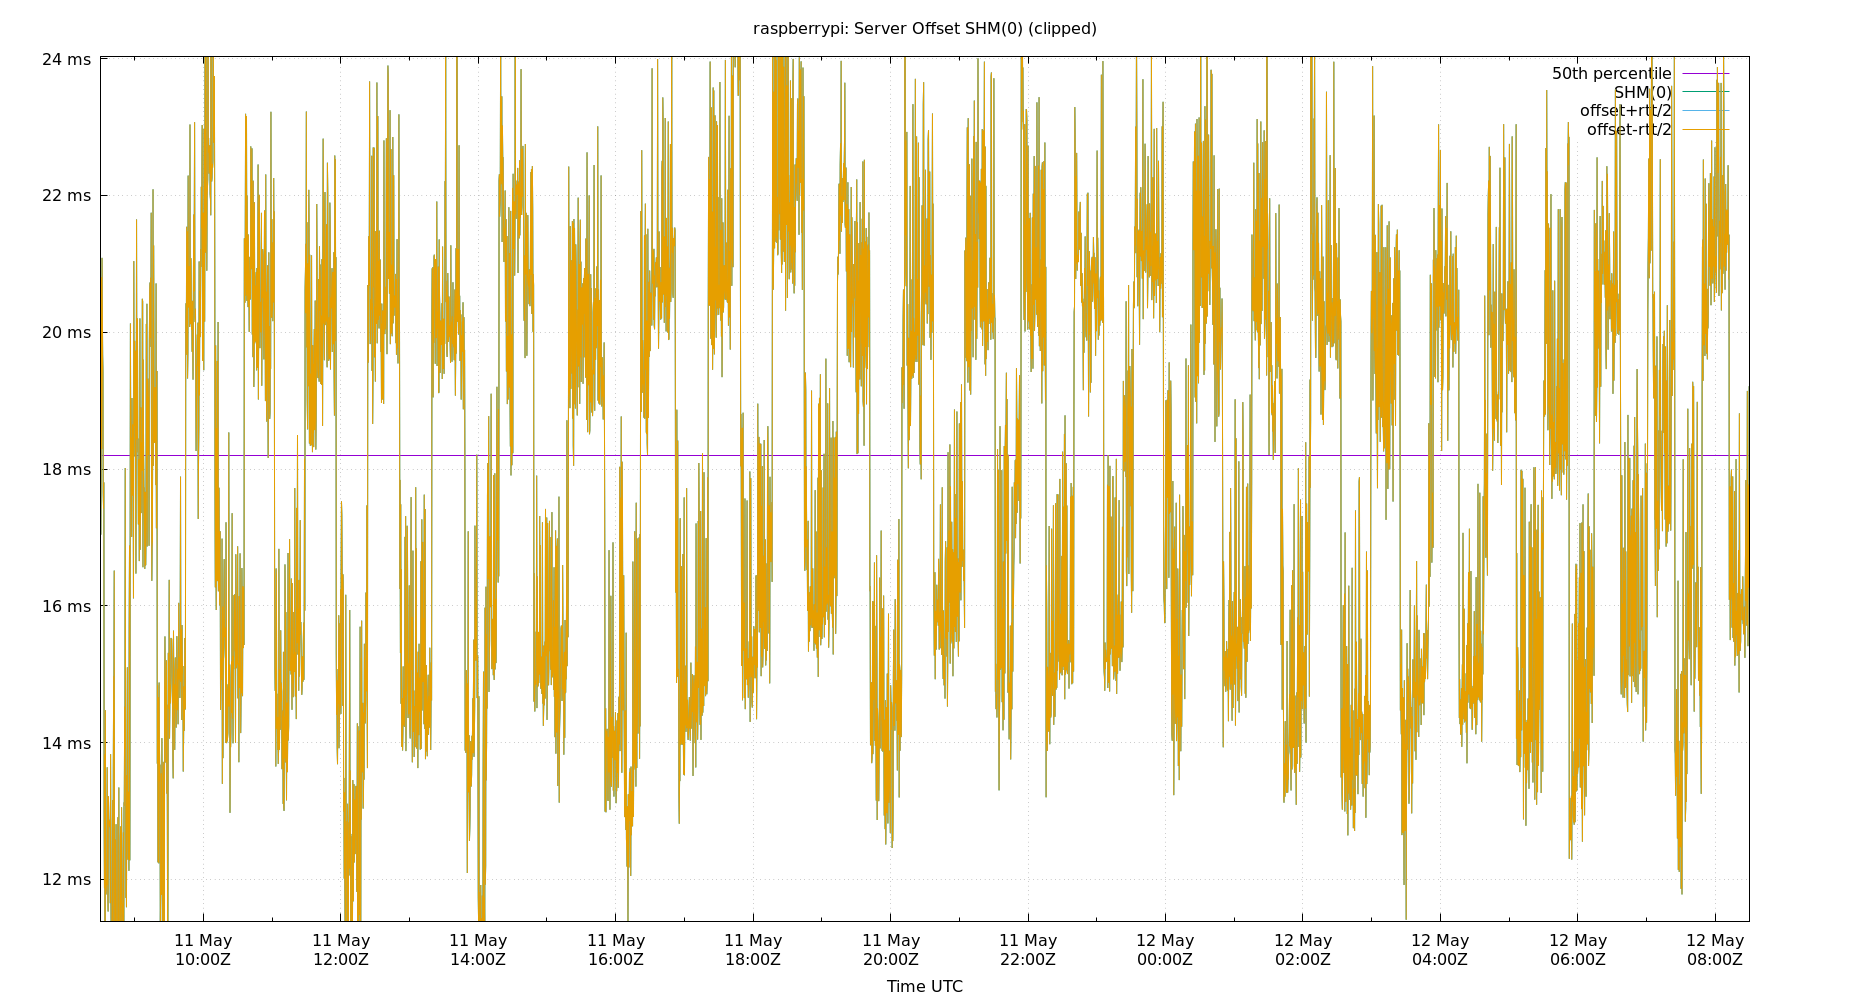 raspberrypi: Server Offset SHM(0) (clipped)
24 ms
22 ms
20 ms
18 ms
16 ms
14 ms
12 ms
50th percentile
SHM(0)
offset+rtt/2
offset-rtt/2
11 May 11 May 11 May 11 May 11 May 11 May 11 May 12 May 12 May 12 May 12 May 12 May
10:00Z 12:00Z 14:00Z 16:00Z 18:00Z 20:00Z 22:00Z 00:00Z 02:00Z 04:00Z 06:00Z 08:00Z
Time UTC